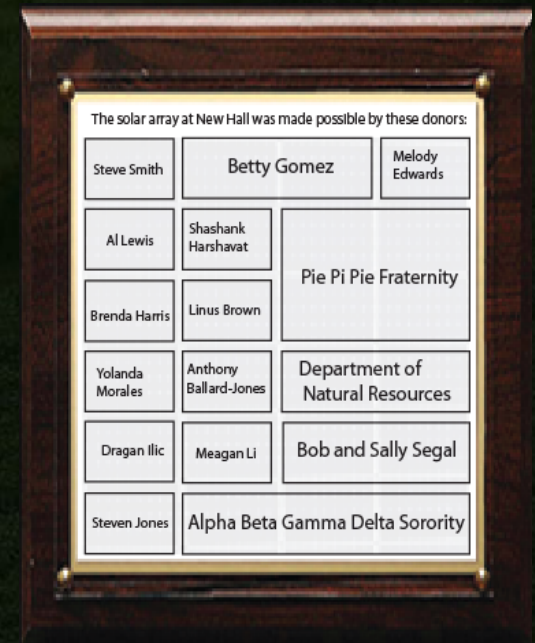 The solar array at New Hall was made possible by these donors:
Steve Smith
Betty Gomez
Melody
Edwards
Al Lewis
Shashank
Harshavat
Pie Pi Pie Fraternity
Brenda Harris
Linus Brown
Yolanda
Morales
Anthony
Ballard-Jones
Department of
Natural Resources
Dragan Ilic
Meagan Li
Bob and Sally Segal
Steven Jones
Alpha Beta Gamma Delta Sorority